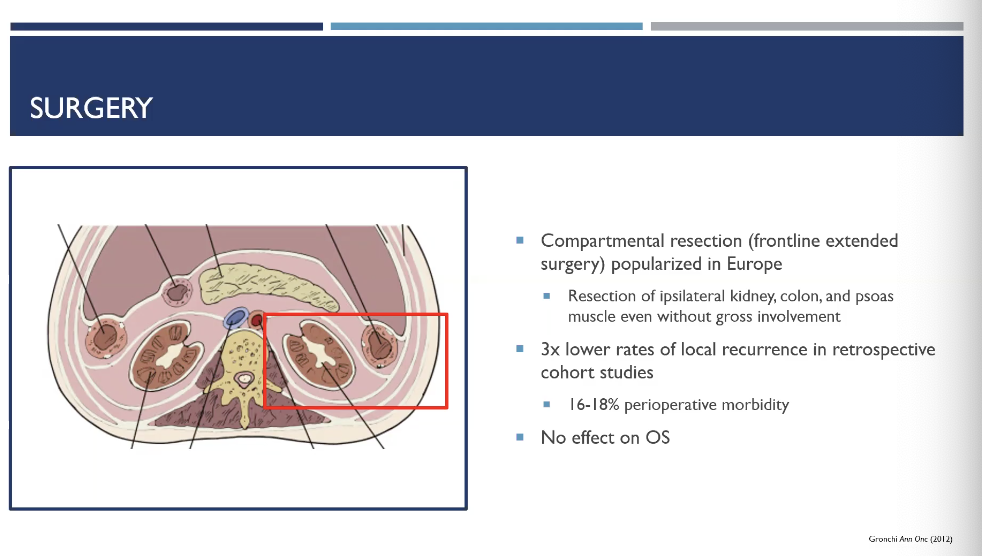 SURGERY
Compartmental resection (frontline extended
surgery) popularized in Europe
Resection of ipsilateral kidney, colon, and psoas
muscle even without gross involvement
3x lower rates of local recurrence in retrospective
cohort studies
16-18% perioperative morbidity
No effect on OS
Gronchi Ann Onc (2012)